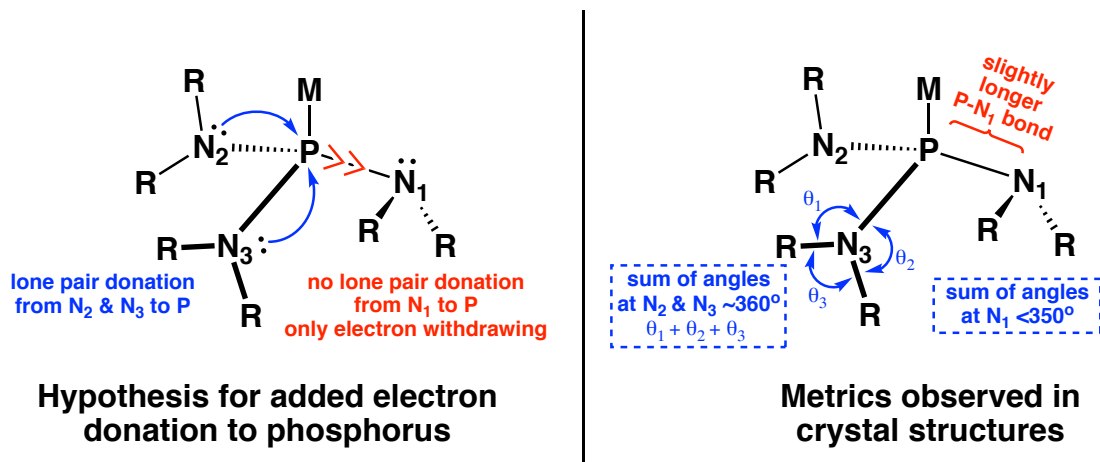 R
M
N2
P
R
N1
R
R
N3
R
R
lone pair donation
from N2 & N3 to P
no lone pair donation
from N1 to P
only electron withdrawing
Hypothesis for added electron
donation to phosphorus
slightly
longer
P-N1 bond
R
M
N2
P
R
N1
R
R
θ1
N3
R
θ2
θ3
R
sum of angles
at N2 & N3 ~360º
θ1 + θ2 + θ3
sum of angles
at N1 <350º
Metrics observed in
crystal structures